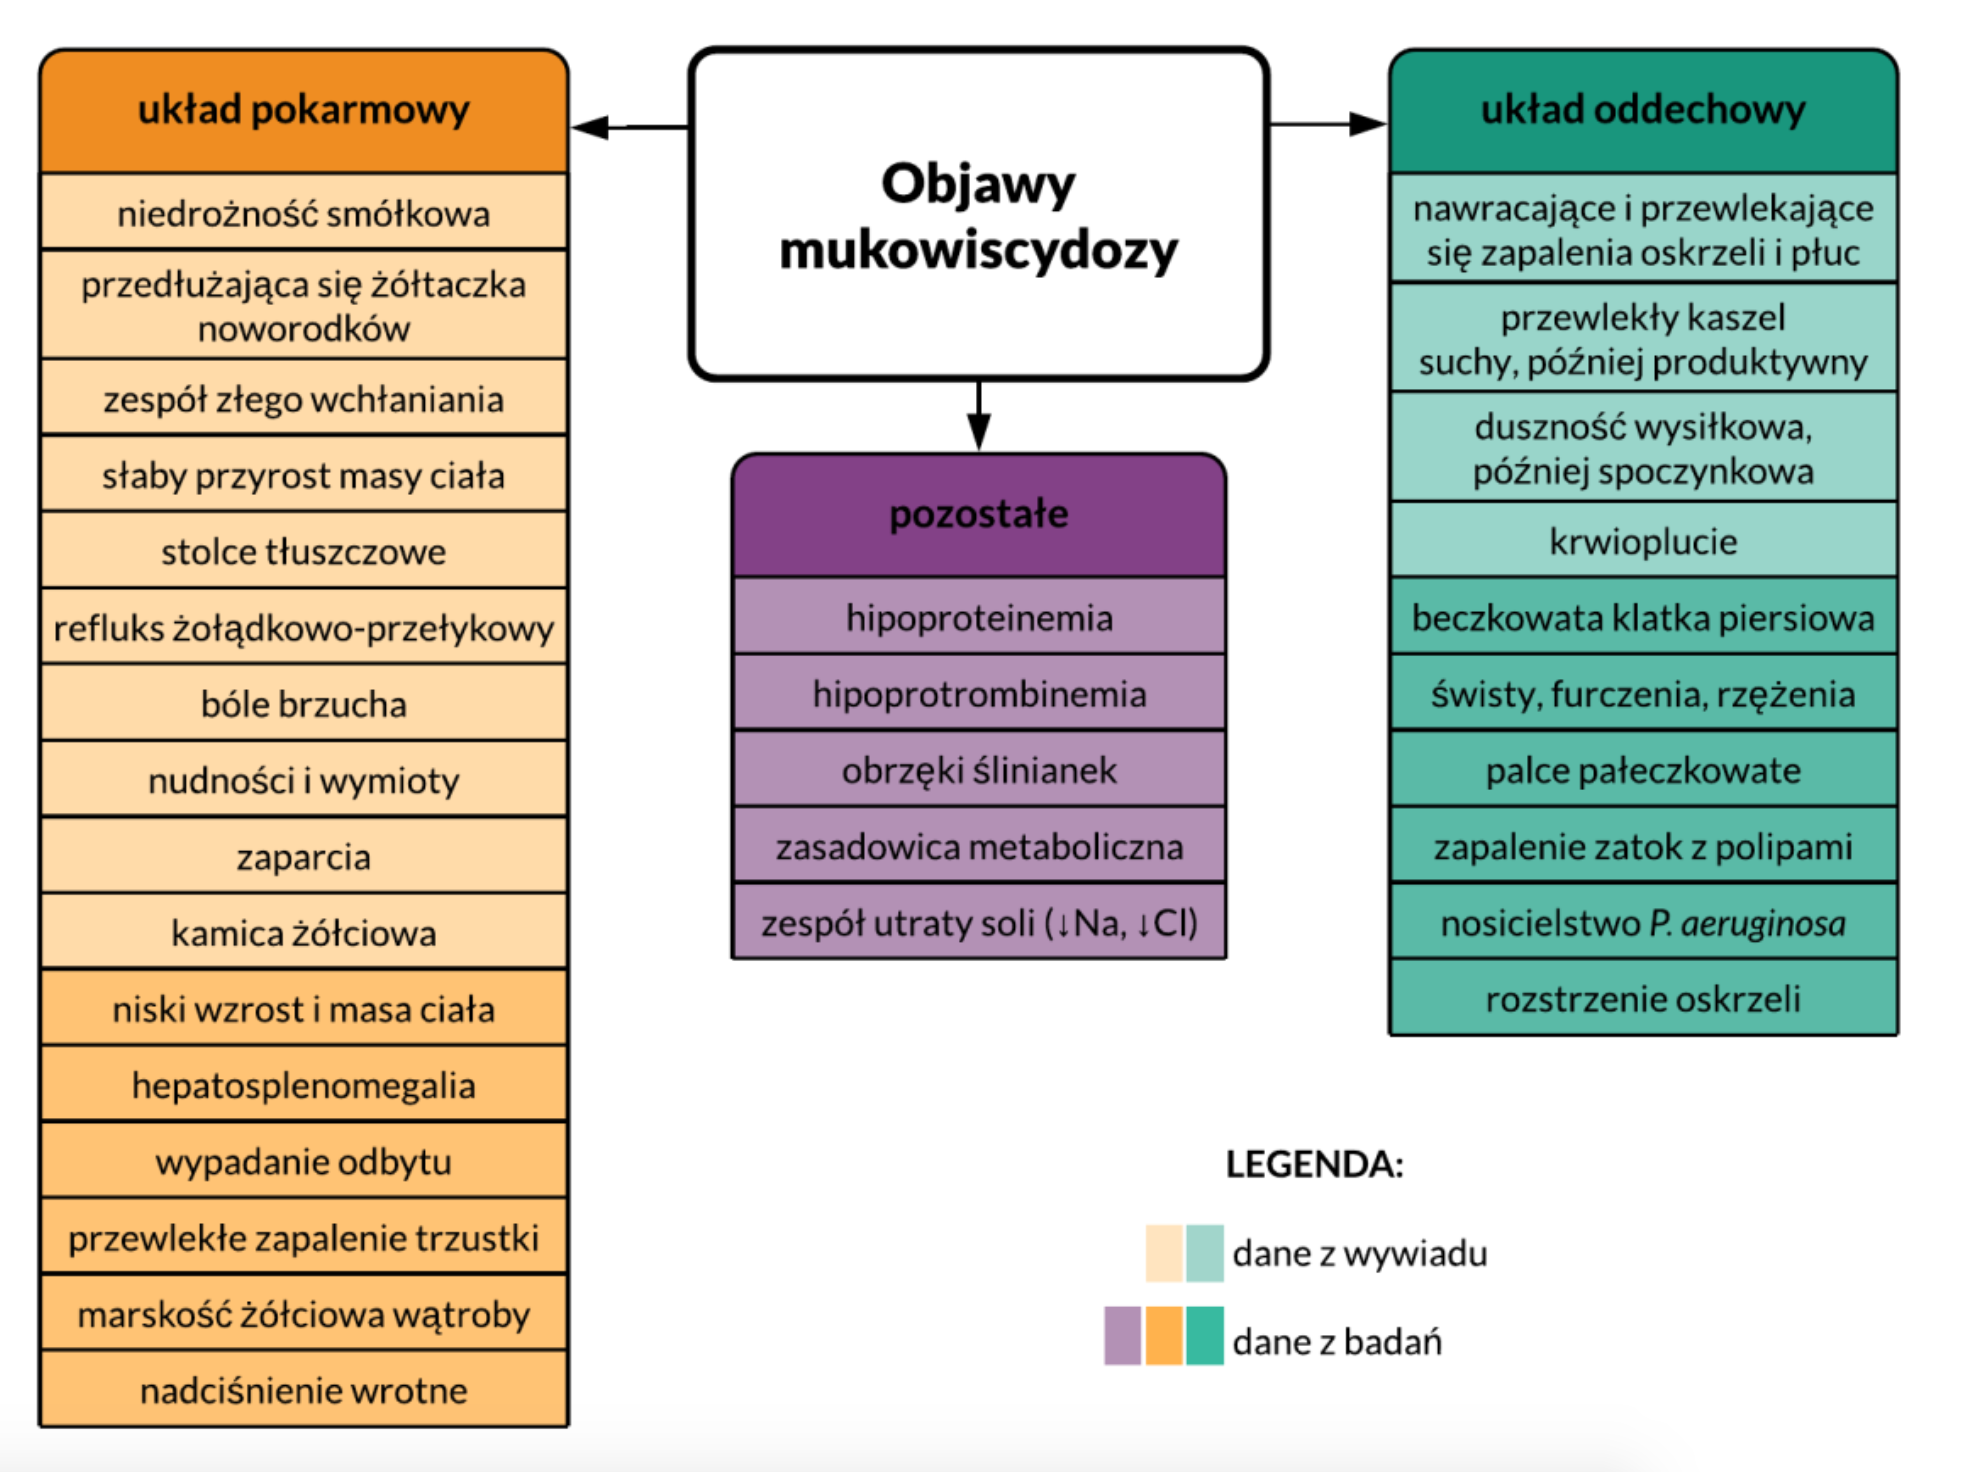 Objawy
mukowiscydozy
układ pokarmowy
niedrożność smółkowa
przedłużająca się żółtaczka
noworodków
zespół złego wchłaniania
słaby przyrost masy ciała
stolce tłuszczowe
refluks żołądkowo-przełykowy
bóle brzucha
nudności i wymioty
zaparcia
kamica żółciowa
niski wzrost i masa ciała
hepatosplenomegalia
wypadanie odbytu
przewlekłe zapalenie trzustki
marskość żółciowa wątroby
nadciśnienie wrotne
pozostałe
hipoproteinemia
hipoprotrombinemia
obrzęki ślinianek
zasadowica metaboliczna
zespół utraty soli (↓Na, ↓Cl)
układ oddechowy
nawracające i przewlekające
się zapalenia oskrzeli i płuc
przewlekły kaszel
suchy, później produktywny
duszność wysiłkowa,
później spoczynkowa
krwioplucie
beczkowata klatka piersiowa
świsty, furczenia, rzężenia
palce pałeczkowate
zapalenie zatok z polipami
nosicielstwo P. aeruginosa
rozstrzenie oskrzeli
LEGENDA:
dane z wywiadu
dane z badań